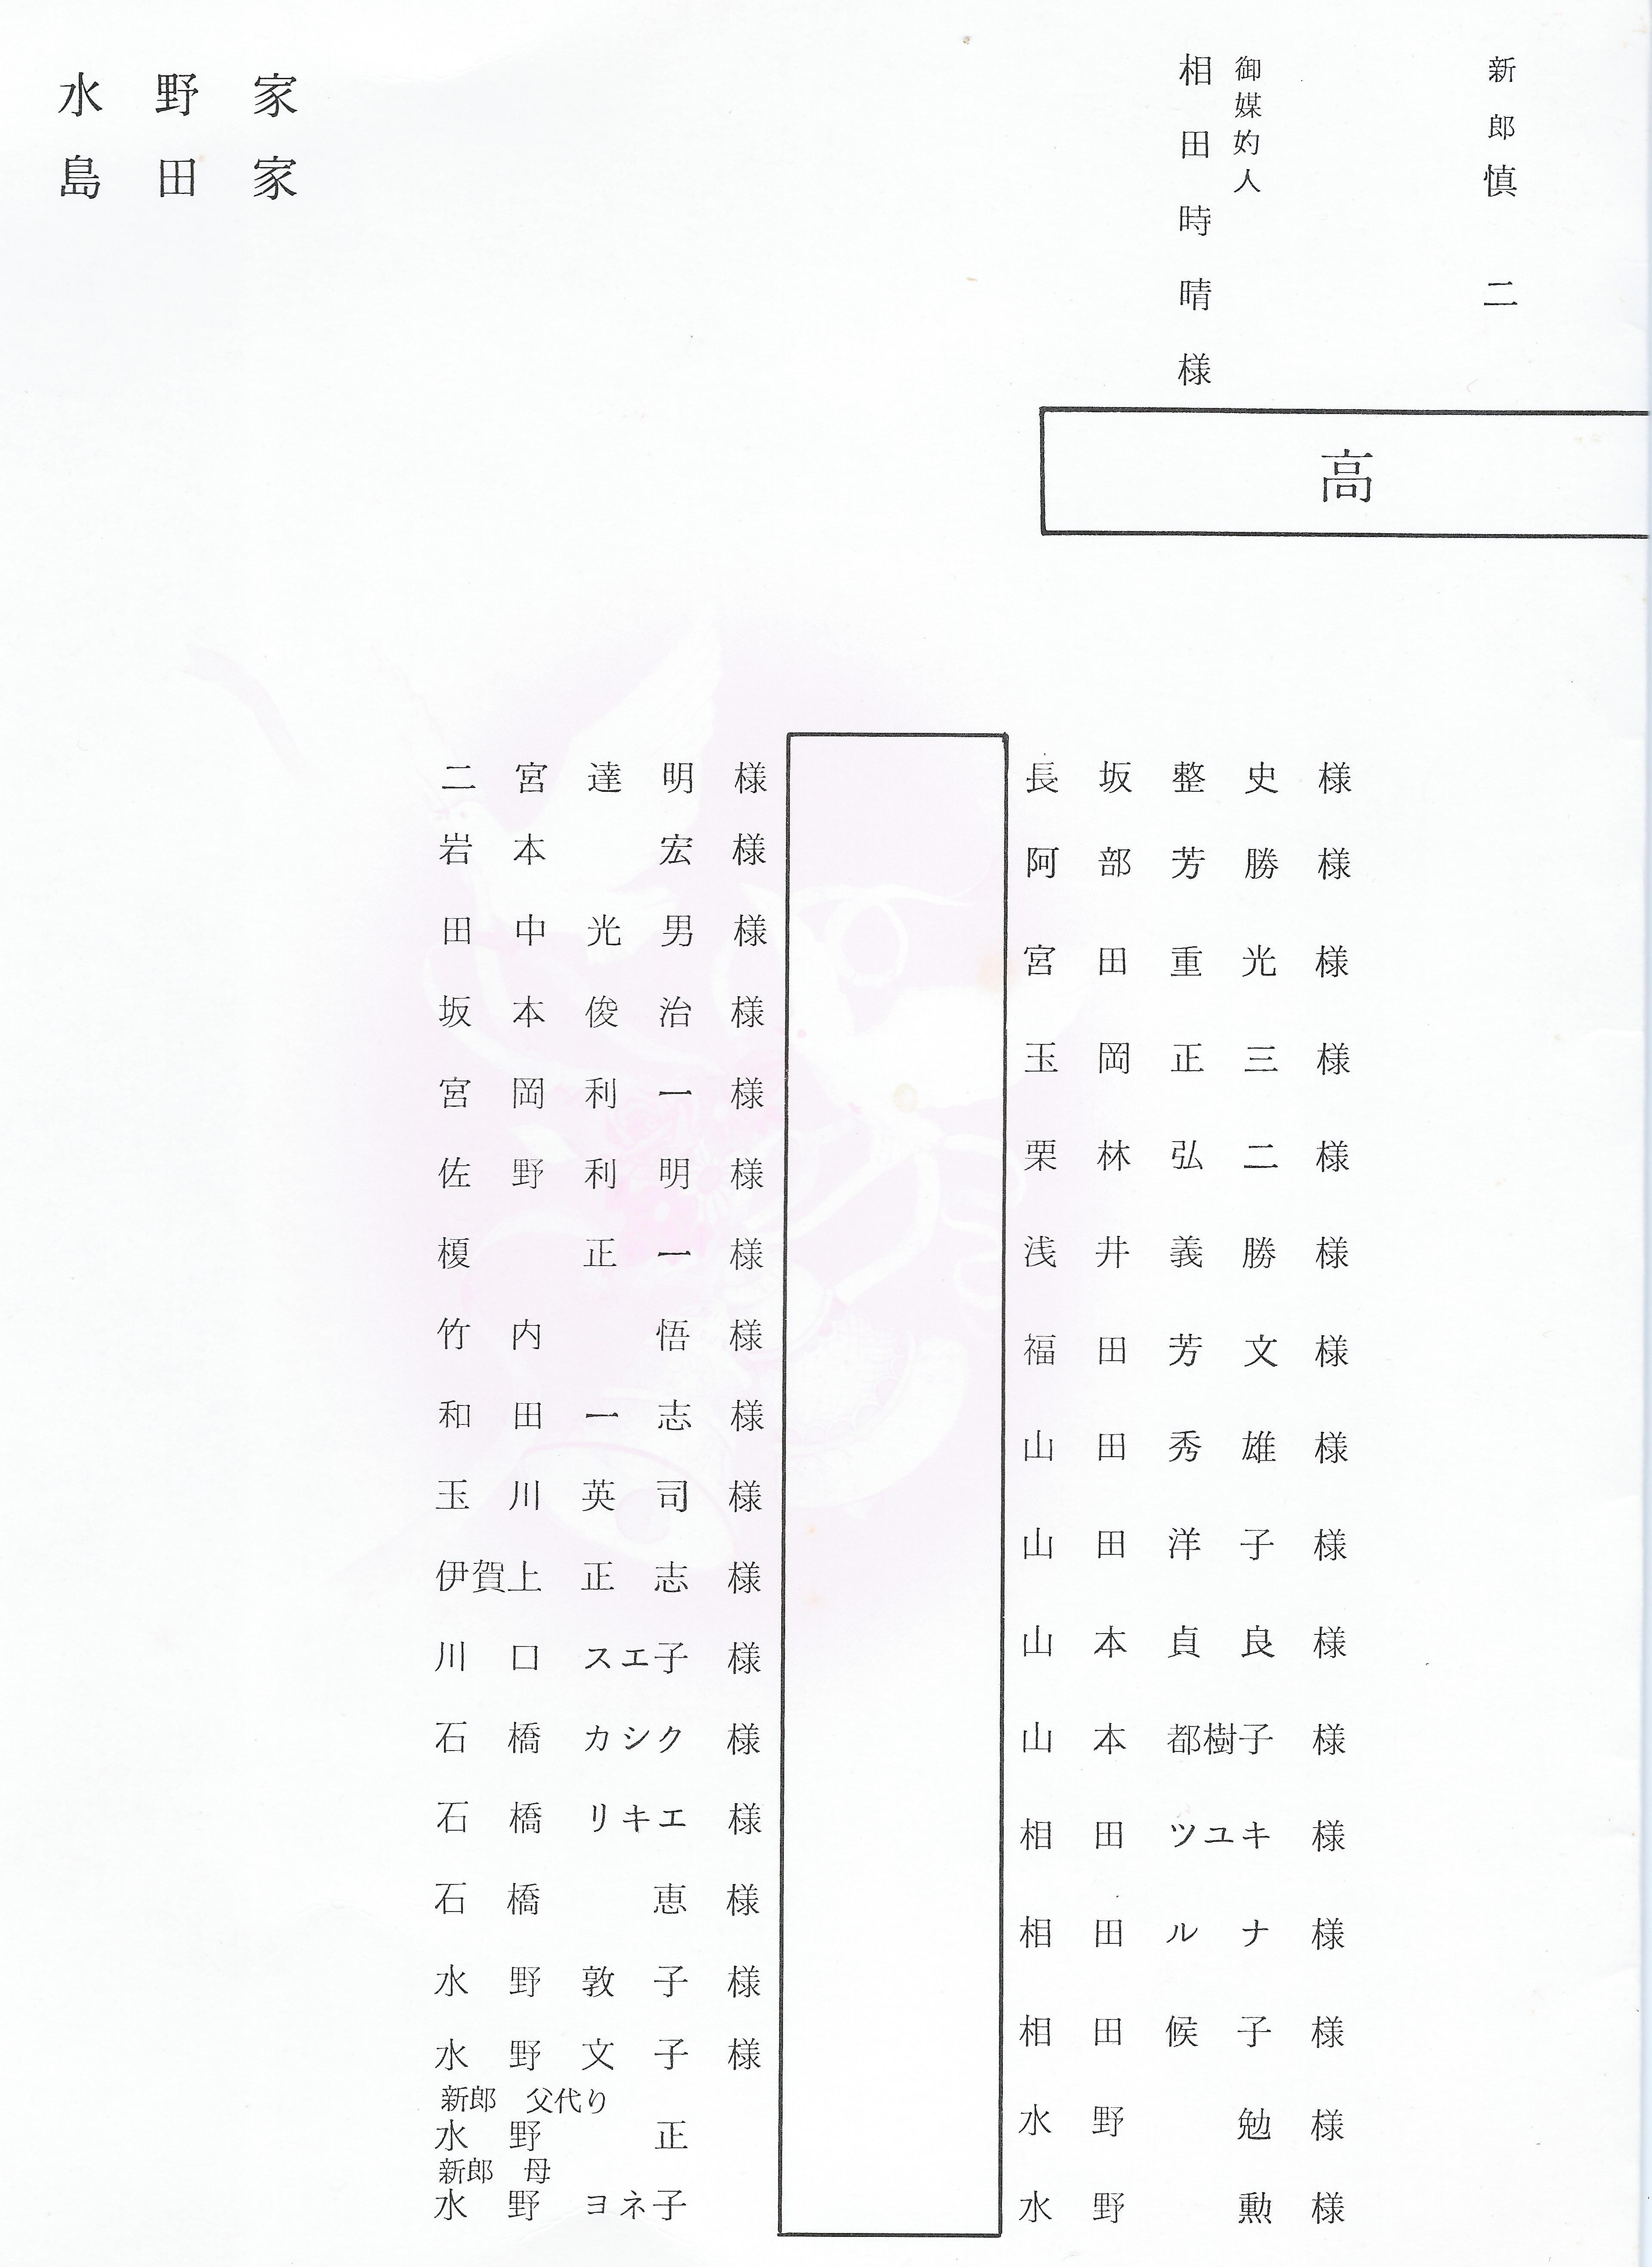 水野家
島田家
新郎 慎二
御媒妁人
相田時晴様
高
二宮達明様
岩本宏様
田中光男様
坂本俊治様
宮岡利一様
佐野利明様
榎正一様
竹内悟様
和田一志様
玉川英司様
伊賀上正志様
川口スエ子様
石橋カシク様
石橋リキエ様
石橋恵様
水野敦子様
水野文子様
新郎 父代り
水野正
新郎 母
水野ヨネ子
長坂整史様
阿部芳勝様
宮田重光様
玉岡正三様
栗林弘二様
浅井義勝様
福田芳文様
山田秀雄様
山田洋子様
山本貞良様
山本都樹子様
相田ツユキ様
相田ルナ様
相田候子様
水野勉様
水野勲様